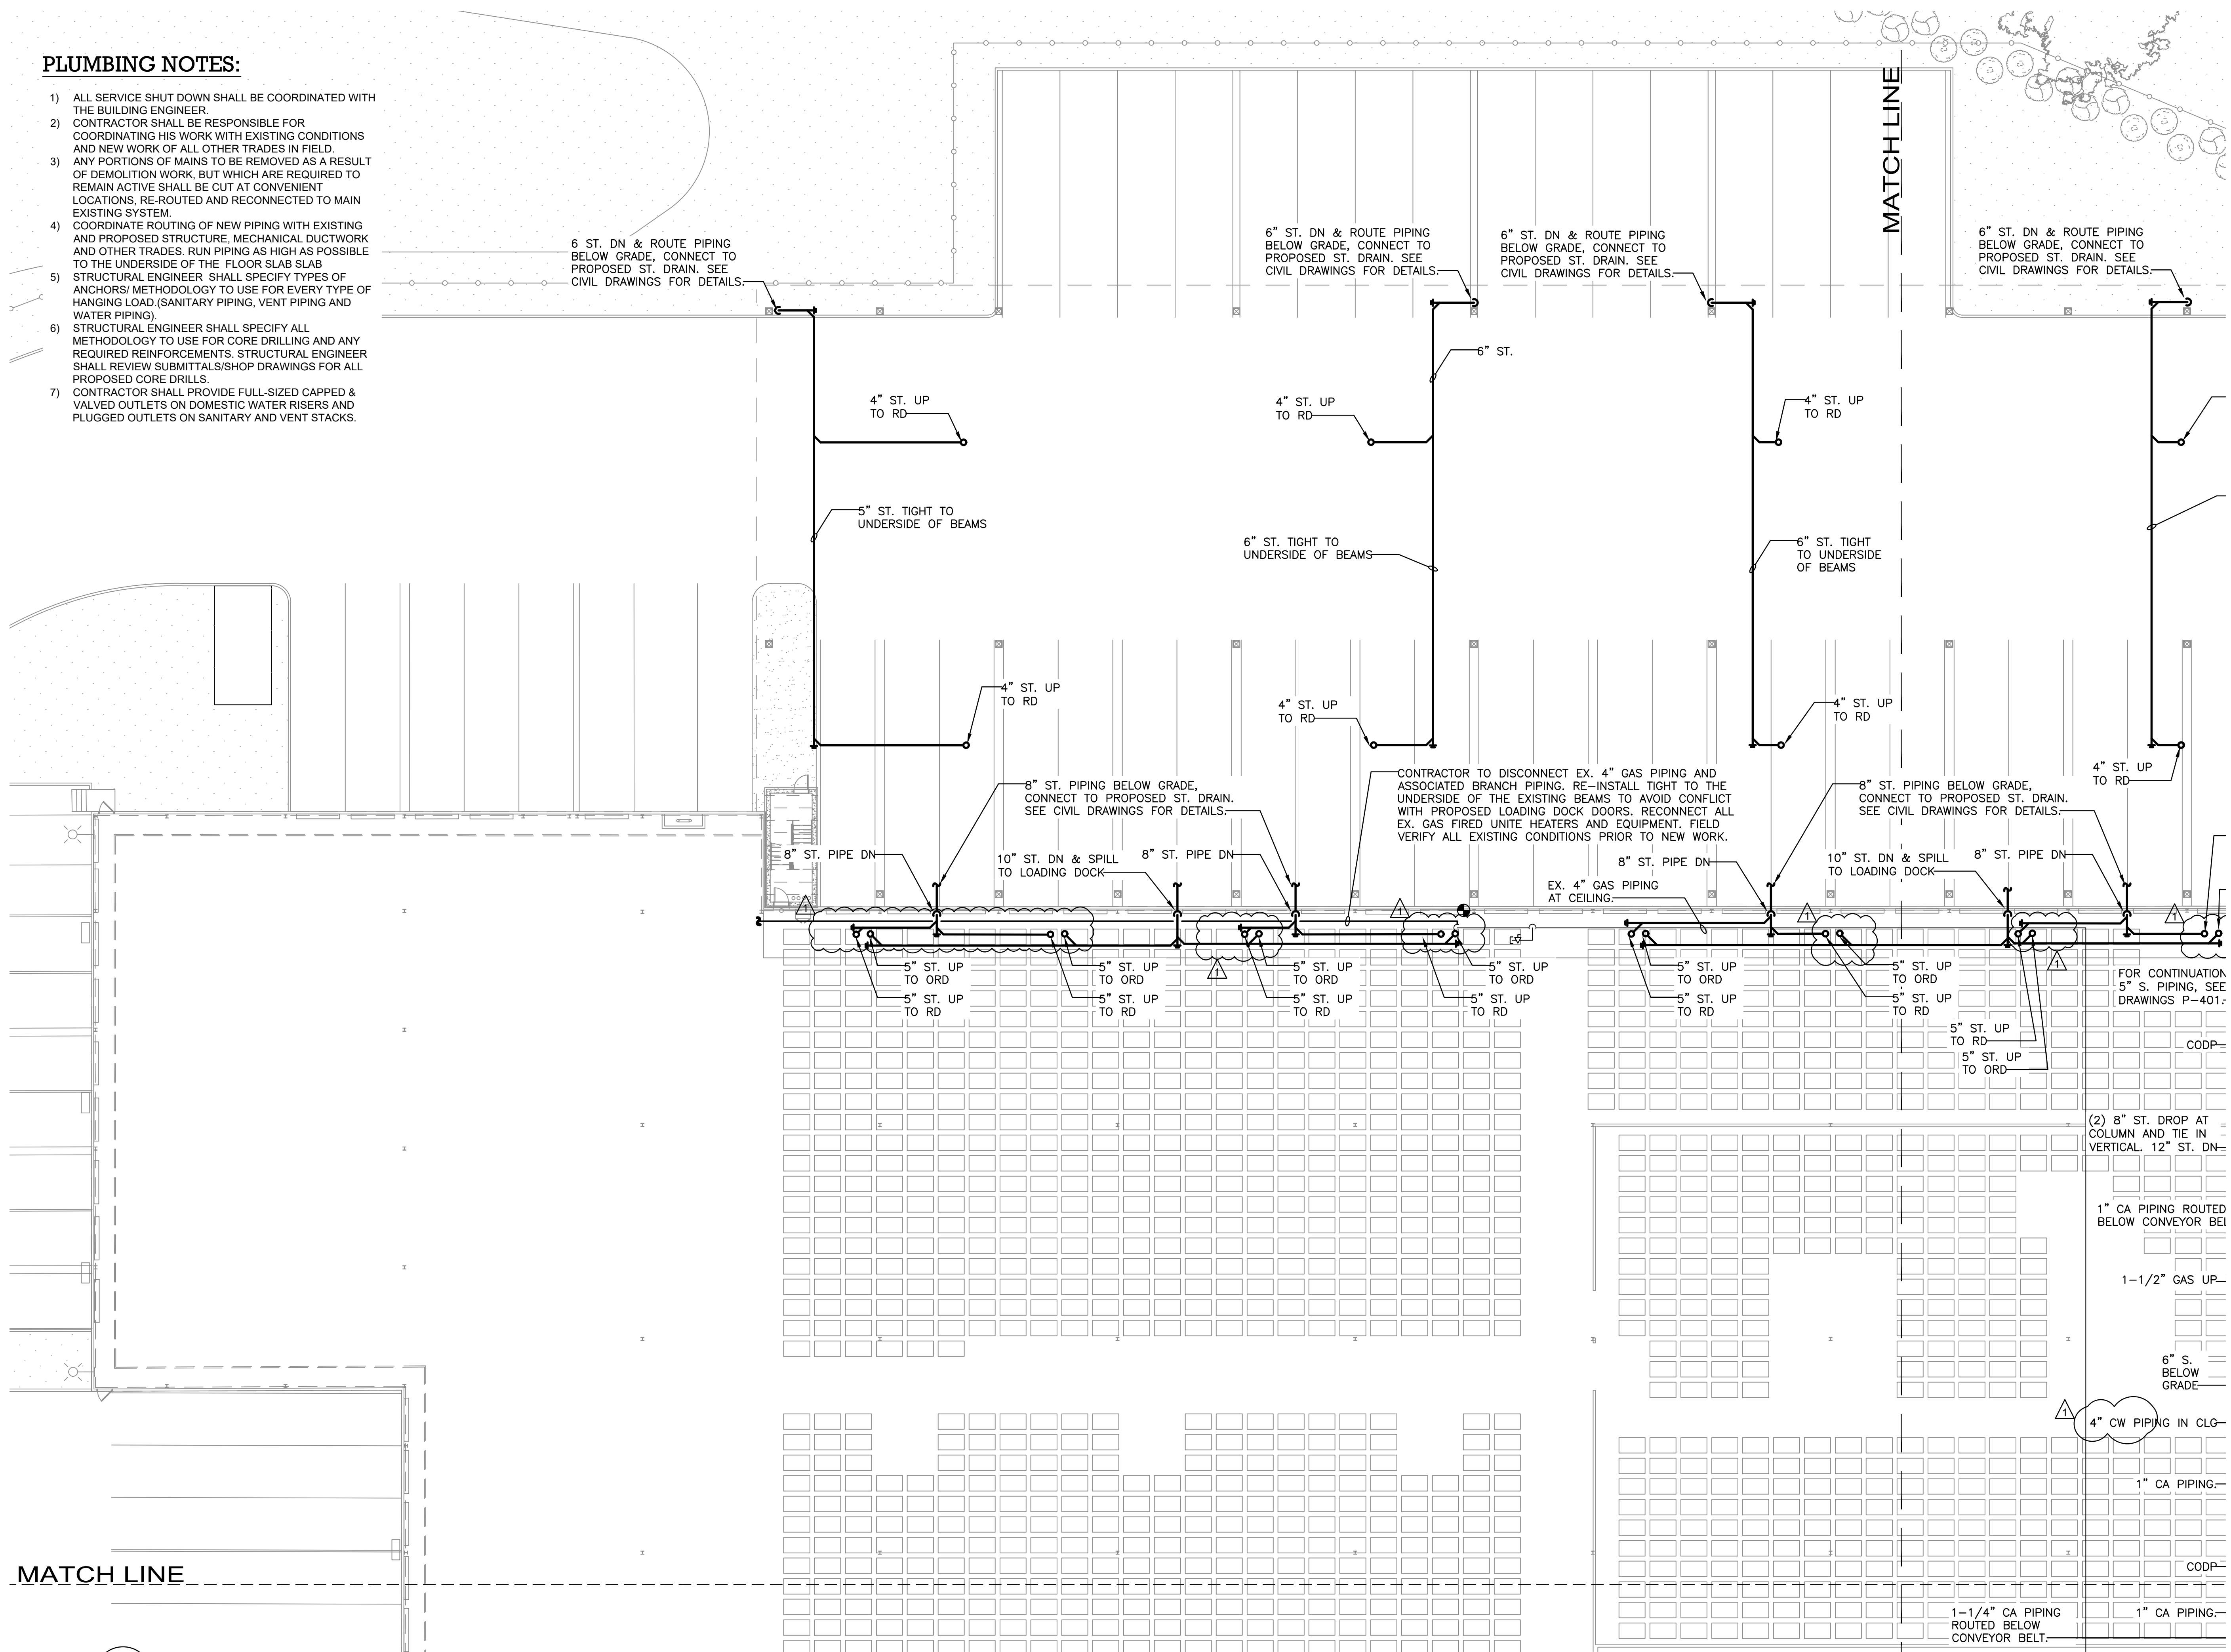 PLUMBING NOTES:
1) ALL SERVICE SHUT DOWN SHALL BE COORDINATED WITH
THE BUILDING ENGINEER.
2) CONTRACTOR SHALL BE RESPONSIBLE FOR
COORDINATING HIS WORK WITH EXISTING CONDITIONS
AND NEW WORK OF ALL OTHER TRADES IN FIELD.
3) ANY PORTIONS OF MAINS TO BE REMOVED AS A RESULT
OF DEMOLITION WORK, BUT WHICH ARE REQUIRED TO
REMAIN ACTIVE SHALL BE CUT AT CONVENIENT
LOCATIONS, RE-ROUTED AND RECONNECTED TO MAIN
EXISTING SYSTEM.
4) COORDINATE ROUTING OF NEW PIPING WITH EXISTING
AND PROPOSED STRUCTURE, MECHANICAL DUCTWORK
AND OTHER TRADES. RUN PIPING AS HIGH AS POSSIBLE
TO THE UNDERSIDE OF THE FLOOR SLAB SLAB
5) STRUCTURAL ENGINEER SHALL SPECIFY TYPES OF
ANCHORS/ METHODOLOGY TO USE FOR EVERY TYPE OF
HANGING LOAD.(SANITARY PIPING, VENT PIPING AND
WATER PIPING).
6) STRUCTURAL ENGINEER SHALL SPECIFY ALL
METHODOLOGY TO USE FOR CORE DRILLING AND ANY
REQUIRED REINFORCEMENTS. STRUCTURAL ENGINEER
SHALL REVIEW SUBMITTALS/SHOP DRAWINGS FOR ALL
PROPOSED CORE DRILLS.
7) CONTRACTOR SHALL PROVIDE FULL-SIZED CAPPED &
VALVED OUTLETS ON DOMESTIC WATER RISERS AND
PLUGGED OUTLETS ON SANITARY AND VENT STACKS.
MATCH LINE
6 ST. DN & ROUTE PIPING
BELOW GRADE, CONNECT TO
PROPOSED ST. DRAIN. SEE
CIVIL DRAWINGS FOR DETAILS.
6" ST. DN & ROUTE PIPING
BELOW GRADE, CONNECT TO
PROPOSED ST. DRAIN. SEE
CIVIL DRAWINGS FOR DETAILS.
6" ST. DN & ROUTE PIPING
BELOW GRADE, CONNECT TO
PROPOSED ST. DRAIN. SEE
CIVIL DRAWINGS FOR DETAILS.
6" ST. DN & ROUTE PIPING
BELOW GRADE, CONNECT TO
PROPOSED ST. DRAIN. SEE
CIVIL DRAWINGS FOR DETAILS.
6" ST.
4" ST. UP
TO RD
4" ST. UP
TO RD
4" ST. UP
TO RD
5" ST. TIGHT TO
UNDERSIDE OF BEAMS
6" ST. TIGHT TO
UNDERSIDE OF BEAMS
6" ST. TIGHT
TO UNDERSIDE
OF BEAMS
4" ST. UP
TO RD
4" ST. UP
TO RD
4" ST. UP
TO RD
4" ST. UP
TO RD
8" ST. PIPING BELOW GRADE,
CONNECT TO PROPOSED ST. DRAIN.
SEE CIVIL DRAWINGS FOR DETAILS.
CONTRACTOR TO DISCONNECT EX. 4" GAS PIPING AND
ASSOCIATED BRANCH PIPING. RE-INSTALL TIGHT TO THE
UNDERSIDE OF THE EXISTING BEAMS TO AVOID CONFLICT
WITH PROPOSED LOADING DOCK DOORS. RECONNECT ALL
EX. GAS FIRED UNITE HEATERS AND EQUIPMENT. FIELD
VERIFY ALL EXISTING CONDITIONS PRIOR TO NEW WORK.
8" ST. PIPING BELOW GRADE,
CONNECT TO PROPOSED ST. DRAIN.
SEE CIVIL DRAWINGS FOR DETAILS.
8" ST. PIPE DN
10" ST. DN & SPILL
TO LOADING DOCK
8" ST. PIPE DN
8" ST. PIPE DN
10" ST. DN & SPILL
TO LOADING DOCK
8" ST. PIPE DN
EX. 4" GAS PIPING
AT CEILING.
1
1
1
1
1
1
5" ST. UP
TO ORD
5" ST. UP
TO RD
5" ST. UP
TO ORD
5" ST. UP
TO RD
5" ST. UP
TO ORD
5" ST. UP
TO RD
5" ST. UP
TO ORD
5" ST. UP
TO RD
5" ST. UP
TO ORD
5" ST. UP
TO RD
5" ST. UP
TO ORD
5" ST. UP
TO RD
5" ST. UP
TO RD
5" ST. UP
TO ORD
FOR CONTINUATION
5" S. PIPING, SEE
DRAWINGS P-401.
CODP
(2) 8" ST. DROP AT
COLUMN AND TIE IN
VERTICAL. 12" ST. DN
1" CA PIPING ROUTED
BELOW CONVEYOR BEL
1-1/2" GAS UP
6" S.
BELOW
GRADE
1
4" CW PIPING IN CLG
1" CA PIPING.
CODP
MATCH LINE
1-1/4" CA PIPING
ROUTED BELOW
CONVEYOR BELT.
1" CA PIPING.